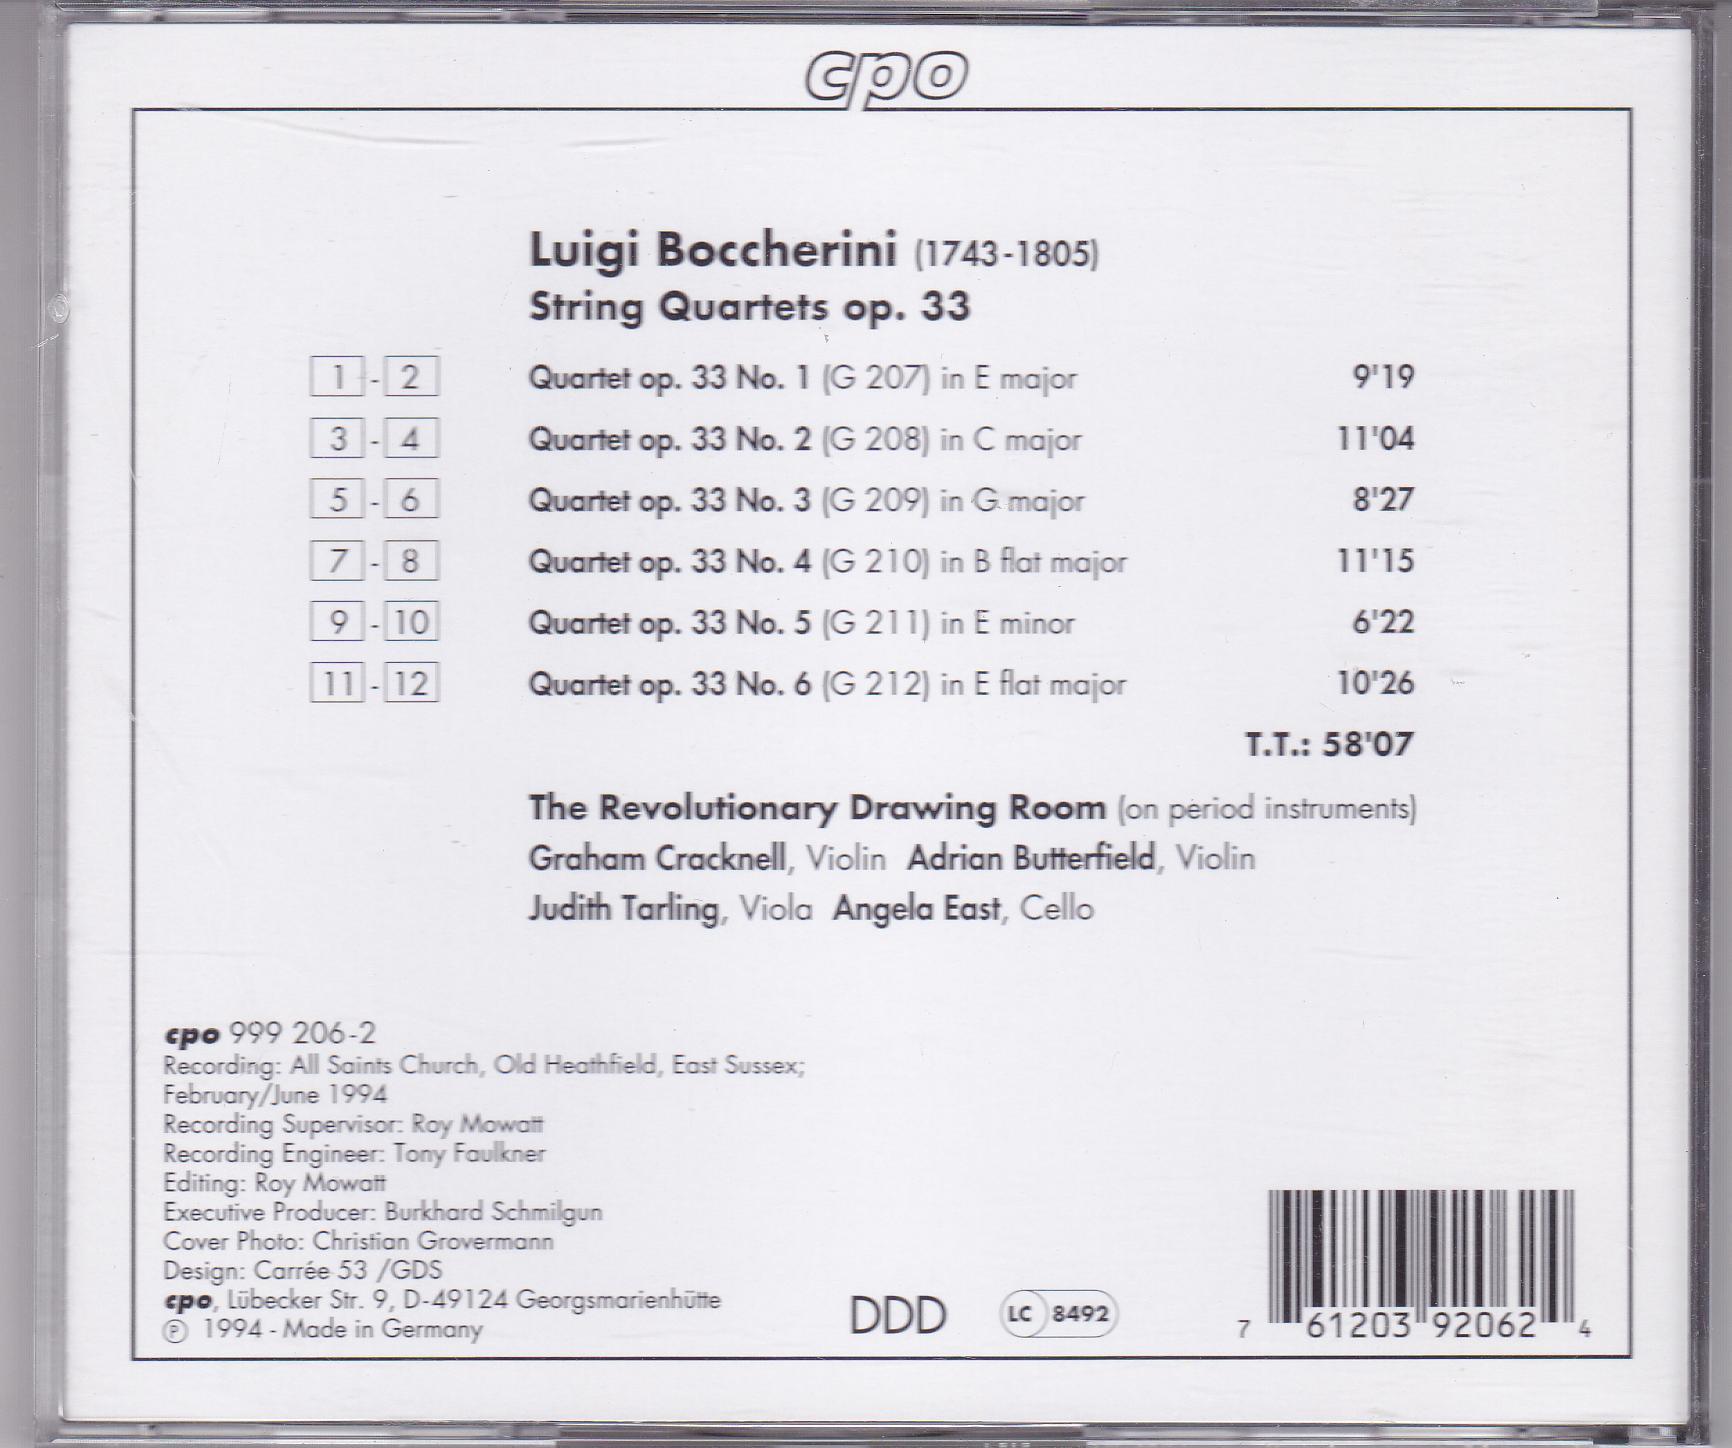 cpo
Luigi Boccherini (1743-1805)
String Quartets op. 33
1 - 2 Quartet op. 33 No. 1 (G 207) in E major 9'19
3 - 4 Quartet op. 33 No. 2 (G 208) in C major 11'04
5 - 6 Quartet op. 33 No. 3 (G 209) in G major 8'27
7 - 8 Quartet op. 33 No. 4 (G 210) in B flat major 11'15
9 - 10 Quartet op. 33 No. 5 (G 211) in E minor 6'22
11 - 12 Quartet op. 33 No. 6 (G 212) in E flat major 10'26
T.T.: 58'07
The Revolutionary Drawing Room (on period instruments)
Graham Cracknell, Violin Adrian Butterfield, Violin
Judith Tarling, Viola Angela East, Cello
cpo 999 206-2
Recording: All Saints Church, Old Heathfield, East Sussex;
February/June 1994
Recording Supervisor: Roy Mowatt
Recording Engineer: Tony Faulkner
Editing: Roy Mowatt
Executive Producer: Burkhard Schmilgun
Cover Photo: Christian Grovermann
Design: Carrée 53 /GDS
cpo, Lübecker Str. 9, D-49124 Georgsmarienhütte
℗ 1994 - Made in Germany
DDD
LC 8492
7 61203 92062 4